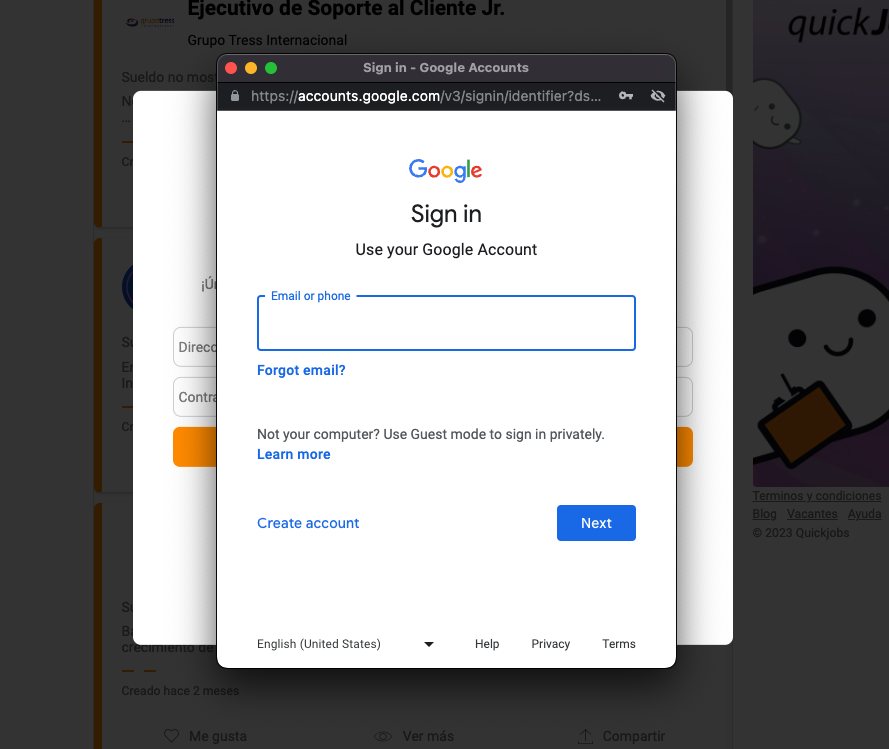 Ejecutivo de Soporte al Cliente Jr.
grupotress
Grupo Tress Internacional
quickJ
Sueldo no most
Sign in - Google Accounts
https://accounts.google.com/v3/signin/identifier?ds...
Google
Sign in
Use your Google Account
¡Ún
Email or phone
Direcc
Forgot email?
Contra
Not your computer? Use Guest mode to sign in privately.
Learn more
Terminos y condiciones
Blog Vacantes Ayuda
© 2023 Quickjobs
Create account
Next
English (United States)
Help Privacy Terms
crecimiento de
Creado hace 2 meses
Me gusta Ver más Compartir